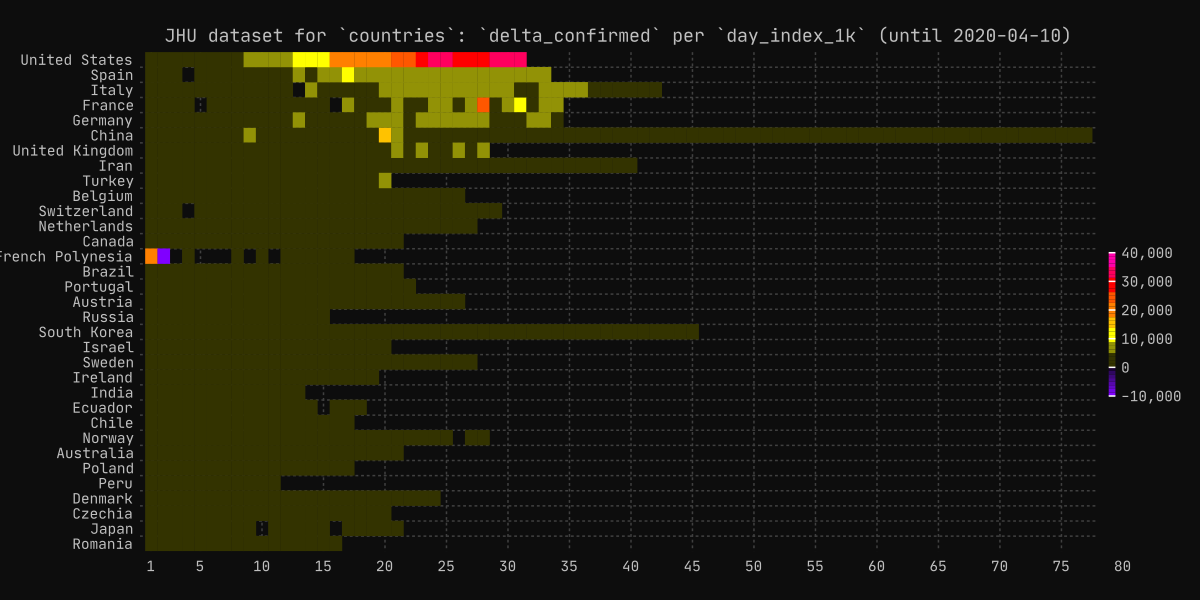 JHU dataset for `countries`: `delta_confirmed` per `day_index_1k` (until 2020-04-10)
United States
Spain
Italy
France
Germany
China
United Kingdom
Iran
Turkey
Belgium
Switzerland
Netherlands
Canada
French Polynesia
Brazil
Portugal
Austria
Russia
South Korea
Israel
Sweden
Ireland
India
Ecuador
Chile
Norway
Australia
Poland
Peru
Denmark
Czechia
Japan
Romania
40,000
30,000
20,000
10,000
0
-10,000
1 5 10 15 20 25 30 35 40 45 50 55 60 65 70 75 80